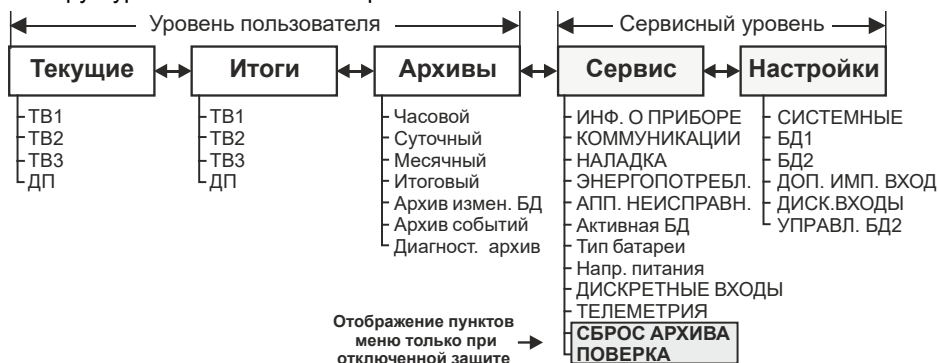 Уровень пользователя
Сервисный уровень
Текущие
Итоги
Архивы
Сервис
Настройки
ТВ1
ТВ2
ТВ3
ДП
ТВ1
ТВ2
ТВ3
ДП
Часовой
Суточный
Месячный
Итоговый
Архив измен. БД
Архив событий
Диагност. архив
ИНФ. О ПРИБОРЕ
КОММУНИКАЦИИ
НАЛАДКА
ЭНЕРГОПОТРЕБЛ.
АПП. НЕИСПРАВН.
Активная БД
Тип батареи
Напр. питания
ДИСКРЕТНЫЕ ВХОДЫ
ТЕЛЕМЕТРИЯ
СБРОС АРХИВА
ПОВЕРКА
СИСТЕМНЫЕ
БД1
БД2
ДОП. ИМП. ВХОД
ДИСК.ВХОДЫ
УПРАВЛ. БД2
Отображение пунктов
меню только при
отключенной защите